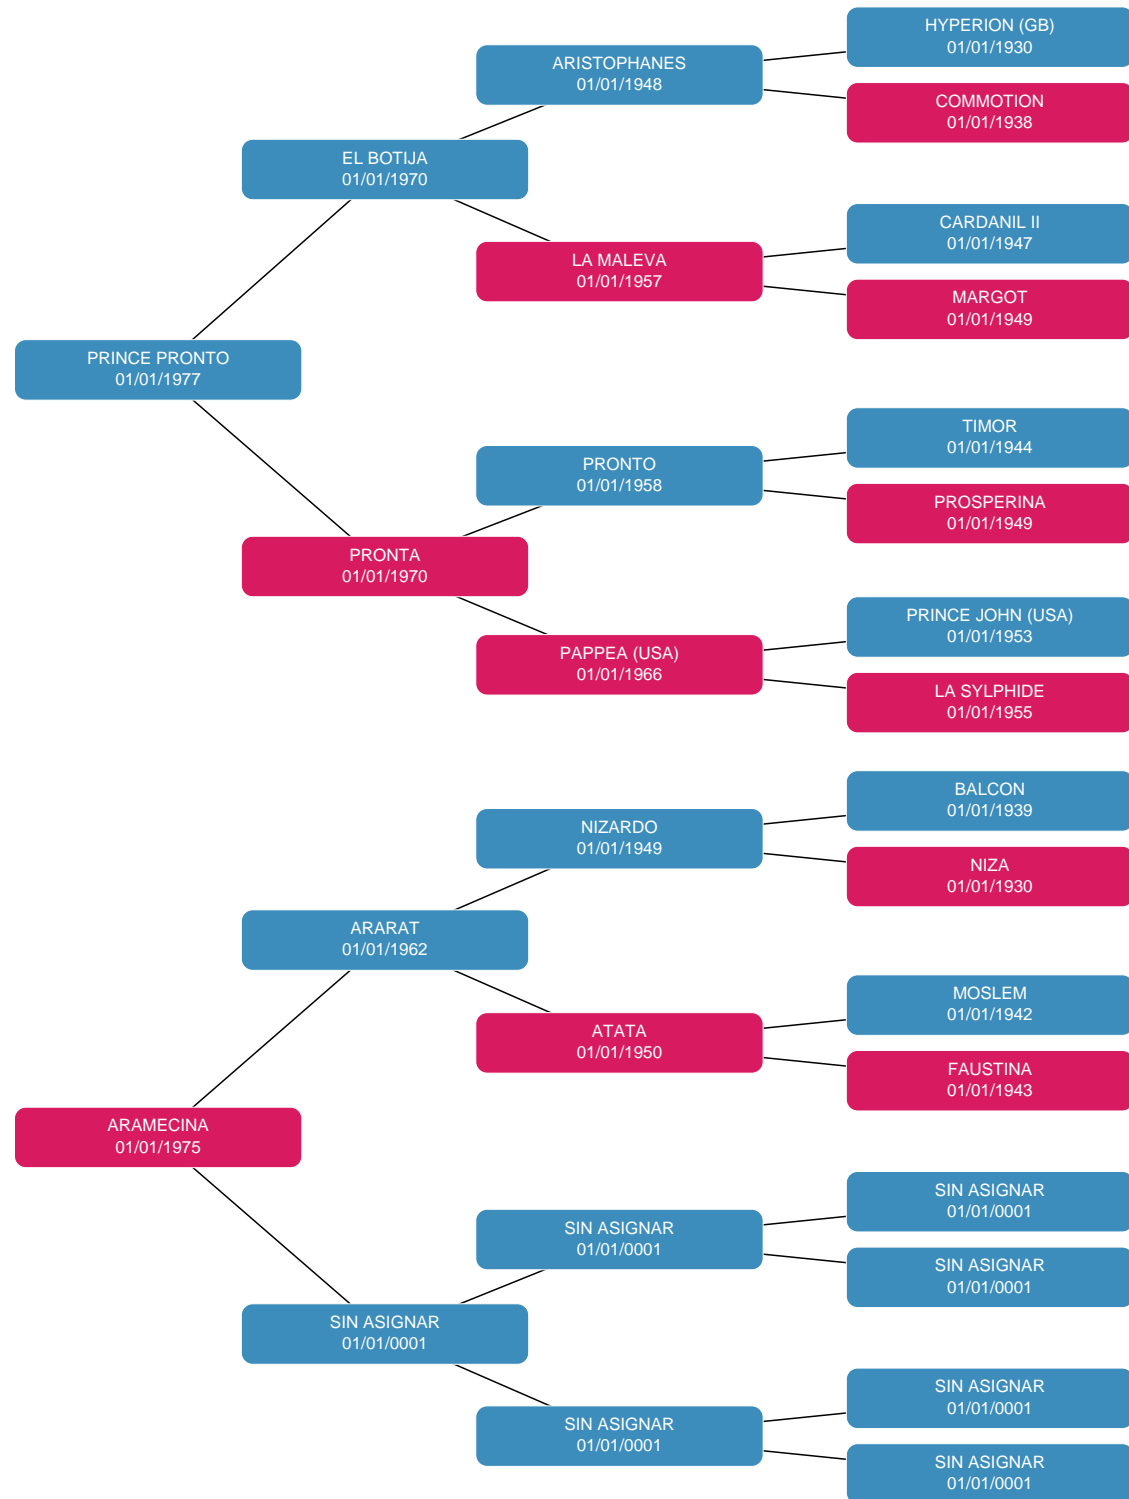 HYPERION (GB)
01/01/1930
ARISTOPHANES
01/01/1948
COMMOTION
01/01/1938
EL BOTIJA
01/01/1970
CARDANIL II
01/01/1947
LA MALEVA
01/01/1957
MARGOT
01/01/1949
PRINCE PRONTO
01/01/1977
TIMOR
01/01/1944
PRONTO
01/01/1958
PROSPERINA
01/01/1949
PRONTA
01/01/1970
PRINCE JOHN (USA)
01/01/1953
PAPPEA (USA)
01/01/1966
LA SYLPHIDE
01/01/1955
BALCON
01/01/1939
NIZARDO
01/01/1949
NIZA
01/01/1930
ARARAT
01/01/1962
MOSLEM
01/01/1942
ATATA
01/01/1950
FAUSTINA
01/01/1943
ARAMECINA
01/01/1975
SIN ASIGNAR
01/01/0001
SIN ASIGNAR
01/01/0001
SIN ASIGNAR
01/01/0001
SIN ASIGNAR
01/01/0001
SIN ASIGNAR
01/01/0001
SIN ASIGNAR
01/01/0001
SIN ASIGNAR
01/01/0001